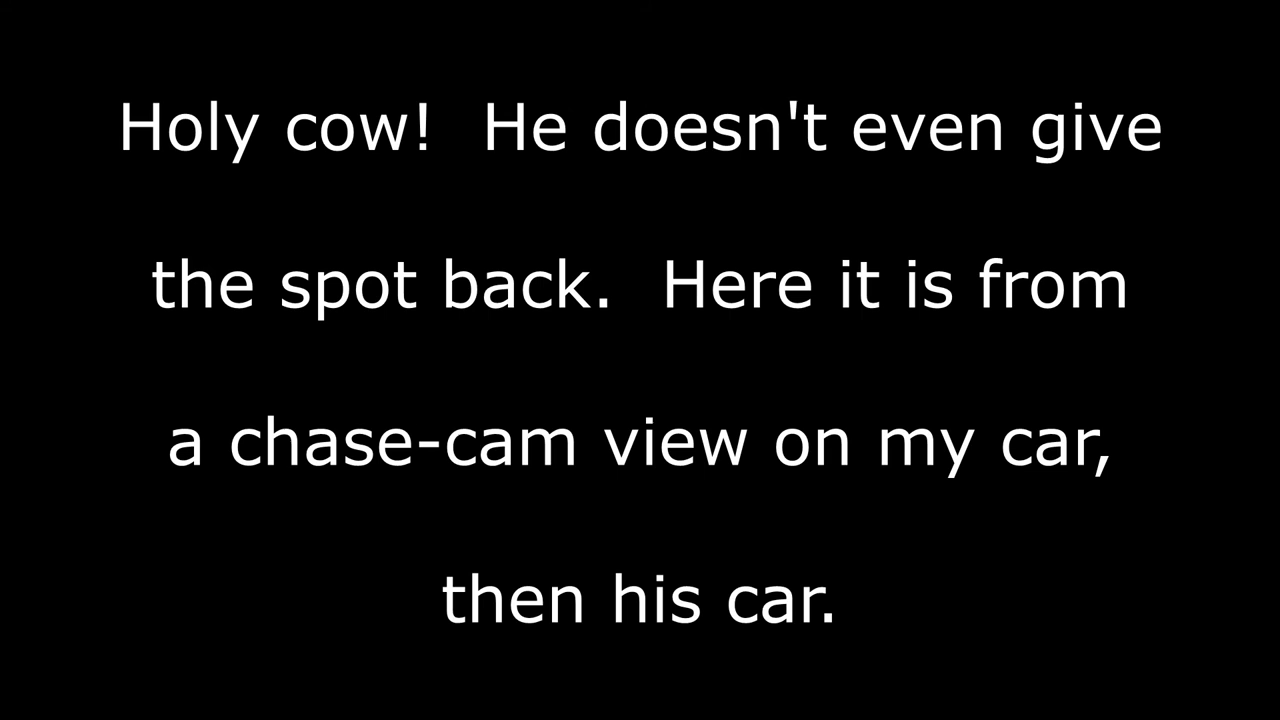 Holy cow!  He doesn't even give
the spot back.  Here it is from
a chase-cam view on my car,
then his car.